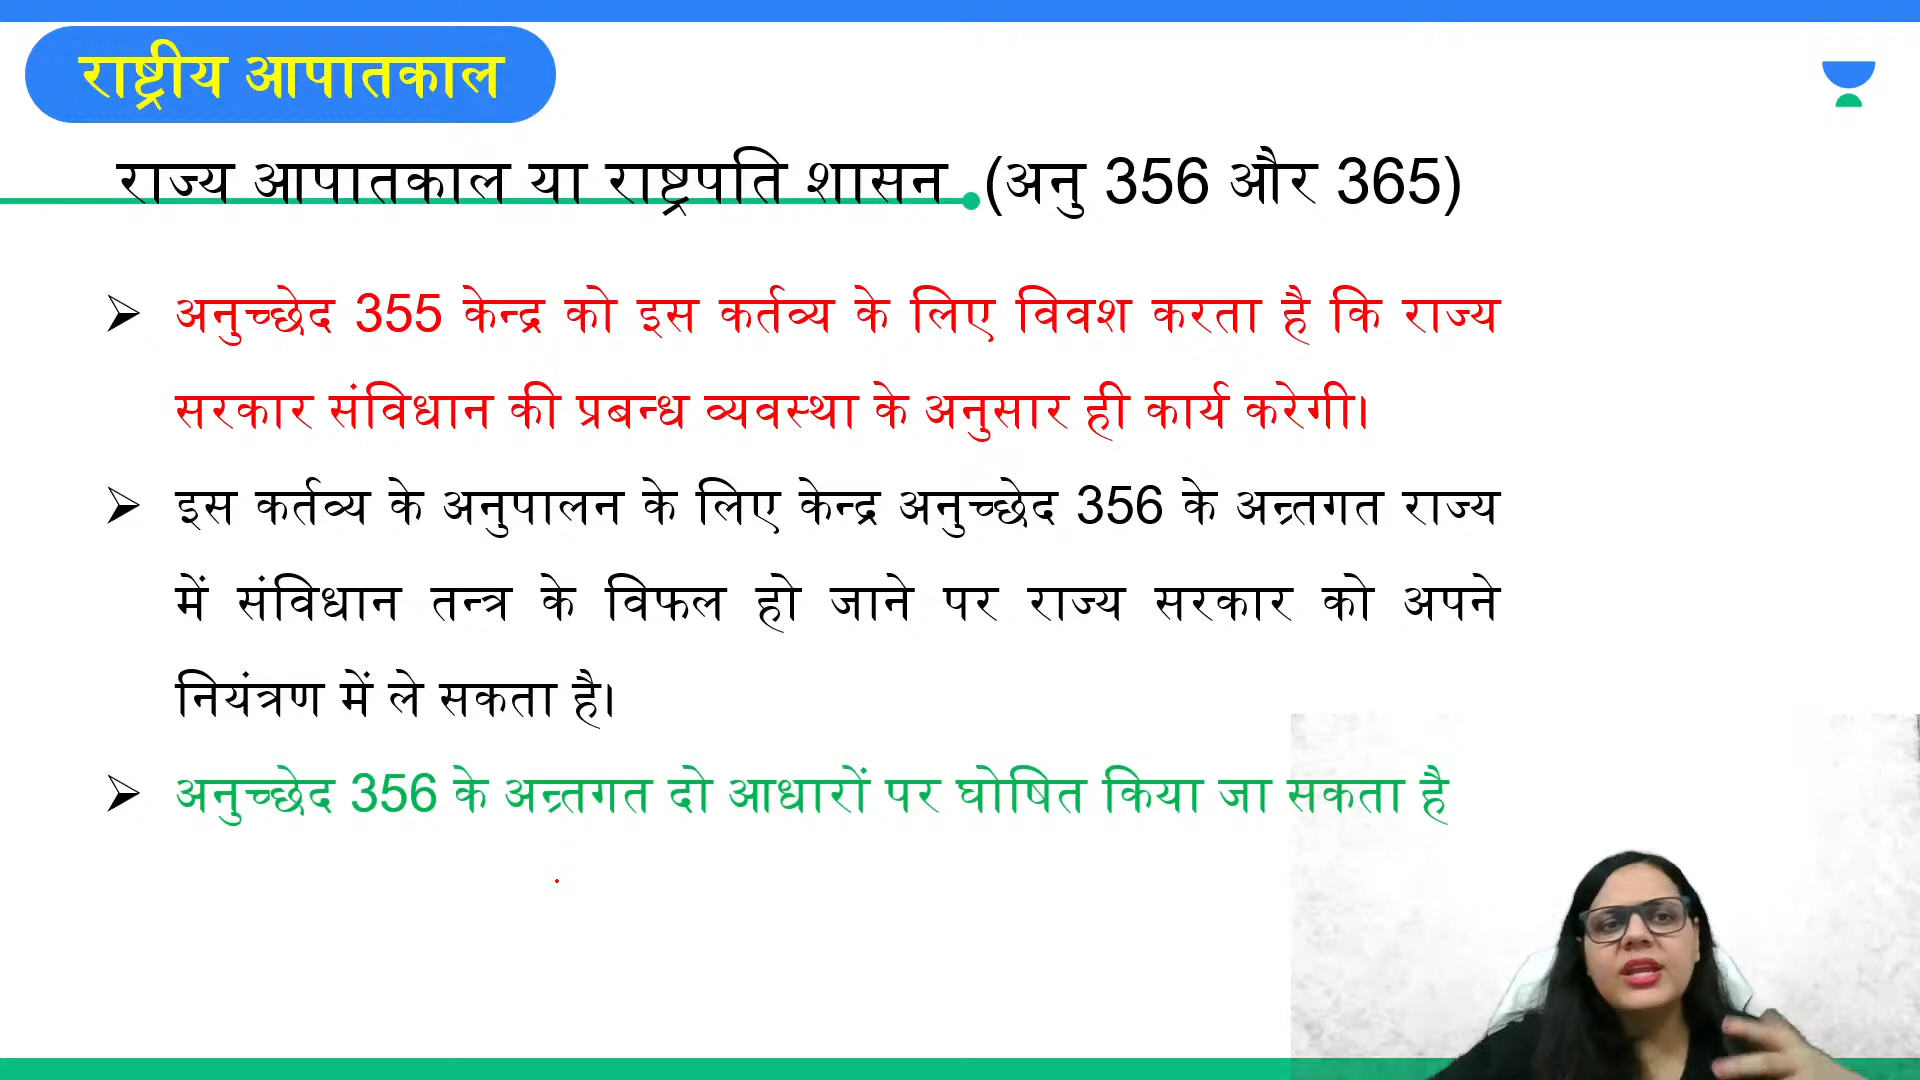 राष्ट्रीय आपातकाल
राज्य आपातकाल या राष्ट्रपति शासन (अनु 356 और 365)
➢ अनुच्छेद 355 केन्द्र को इस कर्तव्य के लिए विवश करता है कि राज्य
सरकार संविधान की प्रबन्ध व्यवस्था के अनुसार ही कार्य करेगी।
➢ इस कर्तव्य के अनुपालन के लिए केन्द्र अनुच्छेद 356 के अन्र्तगत राज्य
में संविधान तन्त्र के विफल हो जाने पर राज्य सरकार को अपने
नियंत्रण में ले सकता है।
➢ अनुच्छेद 356 के अन्र्तगत दो आधारों पर घोषित किया जा सकता है